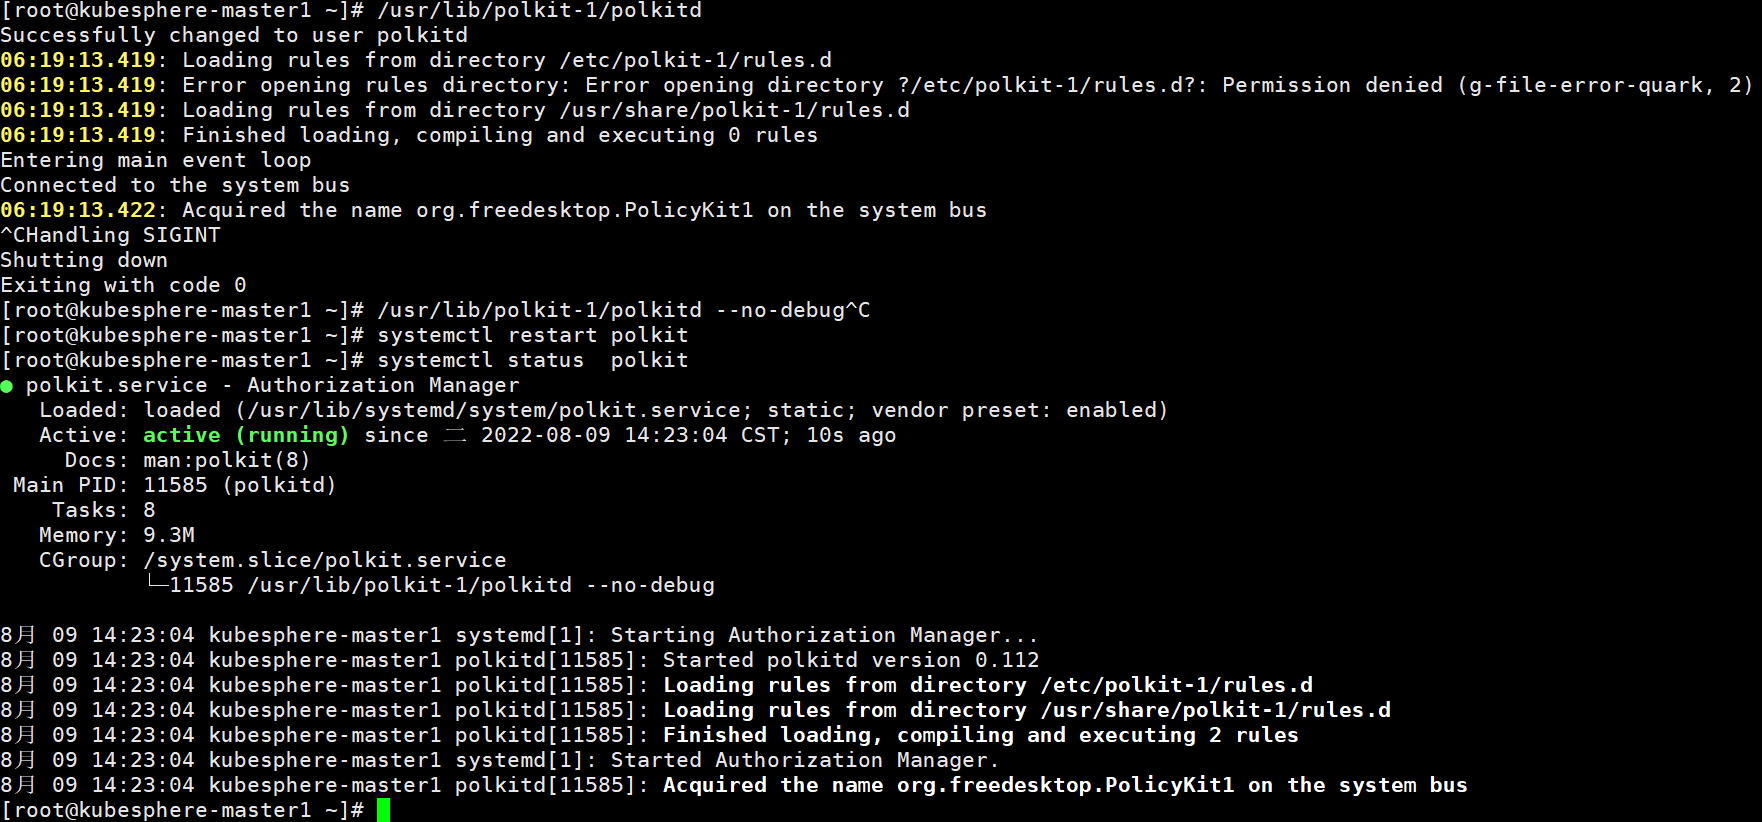 [root@kubesphere-master1 ~]# /usr/lib/polkit-1/polkitd
Successfully changed to user polkitd
06:19:13.419: Loading rules from directory /etc/polkit-1/rules.d
06:19:13.419: Error opening rules directory: Error opening directory ?/etc/polkit-1/rules.d?: Permission denied (g-file-error-quark, 2)
06:19:13.419: Loading rules from directory /usr/share/polkit-1/rules.d
06:19:13.419: Finished loading, compiling and executing 0 rules
Entering main event loop
Connected to the system bus
06:19:13.422: Acquired the name org.freedesktop.PolicyKit1 on the system bus
^CHandling SIGINT
Shutting down
Exiting with code 0
[root@kubesphere-master1 ~]# /usr/lib/polkit-1/polkitd --no-debug^C
[root@kubesphere-master1 ~]# systemctl restart polkit
[root@kubesphere-master1 ~]# systemctl status  polkit
● polkit.service - Authorization Manager
   Loaded: loaded (/usr/lib/systemd/system/polkit.service; static; vendor preset: enabled)
   Active: active (running) since 二 2022-08-09 14:23:04 CST; 10s ago
     Docs: man:polkit(8)
 Main PID: 11585 (polkitd)
    Tasks: 8
   Memory: 9.3M
   CGroup: /system.slice/polkit.service
           └─11585 /usr/lib/polkit-1/polkitd --no-debug
8月 09 14:23:04 kubesphere-master1 systemd[1]: Starting Authorization Manager...
8月 09 14:23:04 kubesphere-master1 polkitd[11585]: Started polkitd version 0.112
8月 09 14:23:04 kubesphere-master1 polkitd[11585]: Loading rules from directory /etc/polkit-1/rules.d
8月 09 14:23:04 kubesphere-master1 polkitd[11585]: Loading rules from directory /usr/share/polkit-1/rules.d
8月 09 14:23:04 kubesphere-master1 polkitd[11585]: Finished loading, compiling and executing 2 rules
8月 09 14:23:04 kubesphere-master1 systemd[1]: Started Authorization Manager.
8月 09 14:23:04 kubesphere-master1 polkitd[11585]: Acquired the name org.freedesktop.PolicyKit1 on the system bus
[root@kubesphere-master1 ~]#